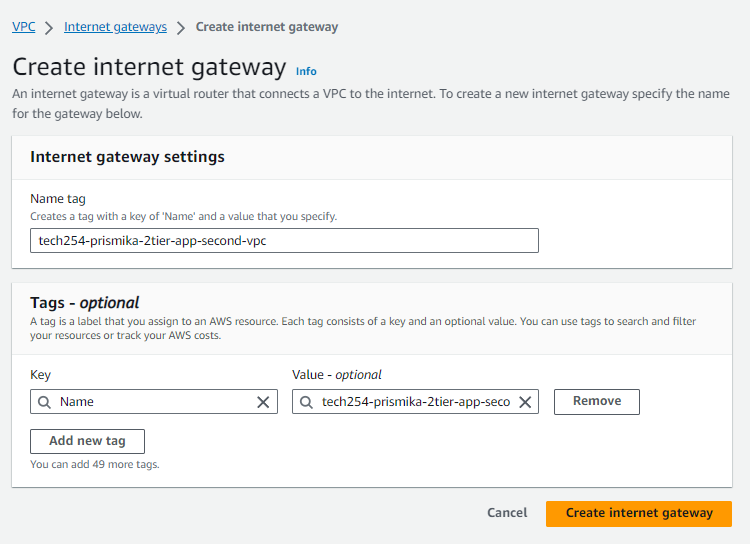 VPC > Internet gateways > Create internet gateway
Create internet gateway Info
An internet gateway is a virtual router that connects a VPC to the internet. To create a new internet gateway specify the name
for the gateway below.
Internet gateway settings
Name tag
Creates a tag with a key of 'Name' and a value that you specify.
tech254-prismika-2tier-app-second-vpc
Tags - optional
A tag is a label that you assign to an AWS resource. Each tag consists of a key and an optional value. You can use tags to search and filter
your resources or track your AWS costs.
Key Value - optional
Name tech254-prismika-2tier-app-seco Remove
Add new tag
You can add 49 more tags.
Cancel Create internet gateway